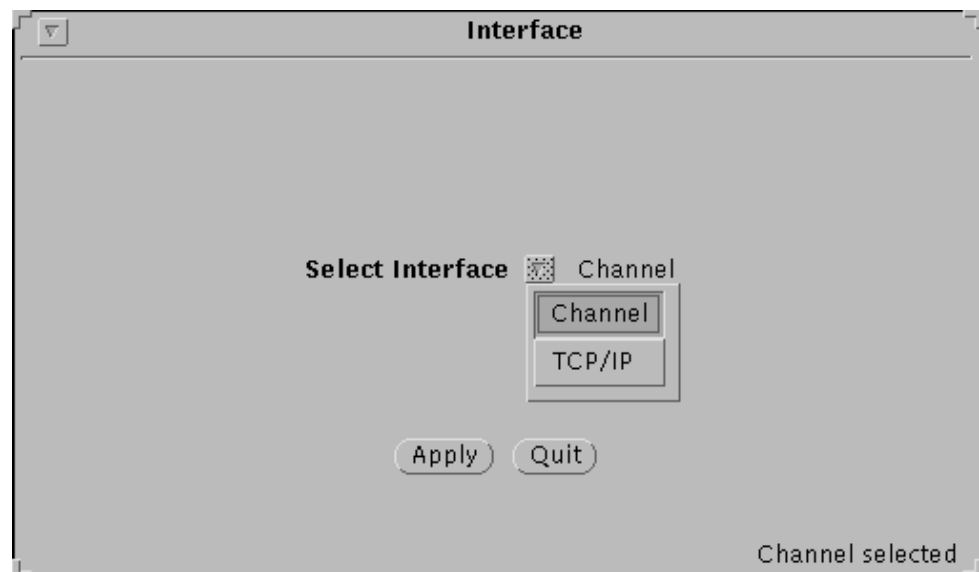 Interface
Select Interface Channel
Channel
TCP/IP
Apply Quit
Channel selected